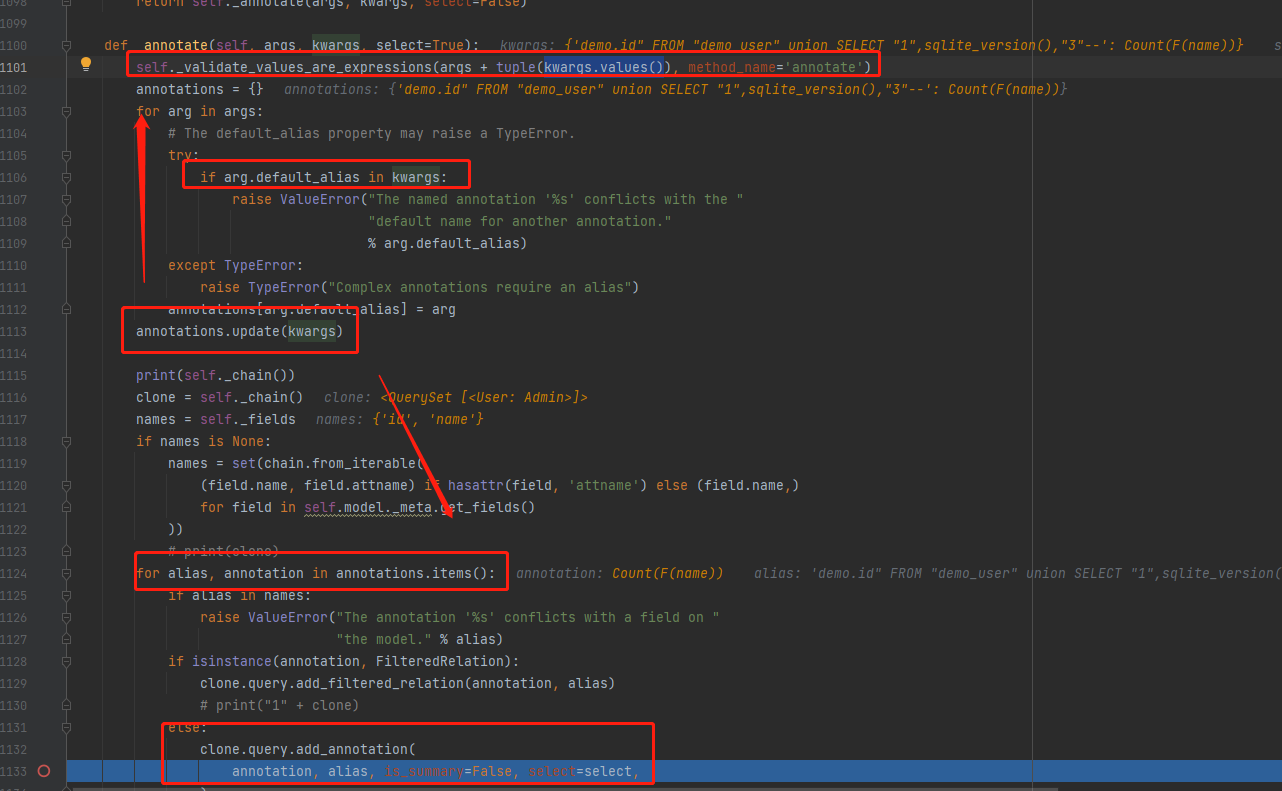 1098 return self._annotate(args, kwargs, select=False)
1099
1100 def _annotate(self, args, kwargs, select=True): kwargs: {'demo.id" FROM "demo_user" union SELECT "1",sqlite_version(),"3"--': Count(F(name))} s
1101 self._validate_values_are_expressions(args + tuple(kwargs.values()), method_name='annotate')
1102 annotations = {} annotations: {'demo.id" FROM "demo_user" union SELECT "1",sqlite_version(),"3"--': Count(F(name))}
1103 for arg in args:
1104 # The default_alias property may raise a TypeError.
1105 try:
1106 if arg.default_alias in kwargs:
1107 raise ValueError("The named annotation '%s' conflicts with the "
1108 "default name for another annotation."
1109 % arg.default_alias)
1110 except TypeError:
1111 raise TypeError("Complex annotations require an alias")
1112 annotations[arg.default_alias] = arg
1113 annotations.update(kwargs)
1114
1115 print(self._chain())
1116 clone = self._chain() clone: <QuerySet [<User: Admin>]>
1117 names = self._fields names: {'id', 'name'}
1118 if names is None:
1119 names = set(chain.from_iterable(
1120 (field.name, field.attname) if hasattr(field, 'attname') else (field.name,)
1121 for field in self.model._meta.get_fields()
1122 ))
1123 # print(clone)
1124 for alias, annotation in annotations.items(): annotation: Count(F(name)) alias: 'demo.id" FROM "demo_user" union SELECT "1",sqlite_version(
1125 if alias in names:
1126 raise ValueError("The annotation '%s' conflicts with a field on "
1127 "the model." % alias)
1128 if isinstance(annotation, FilteredRelation):
1129 clone.query.add_filtered_relation(annotation, alias)
1130 # print("1" + clone)
1131 else:
1132 clone.query.add_annotation(
1133 annotation, alias, is_summary=False, select=select,